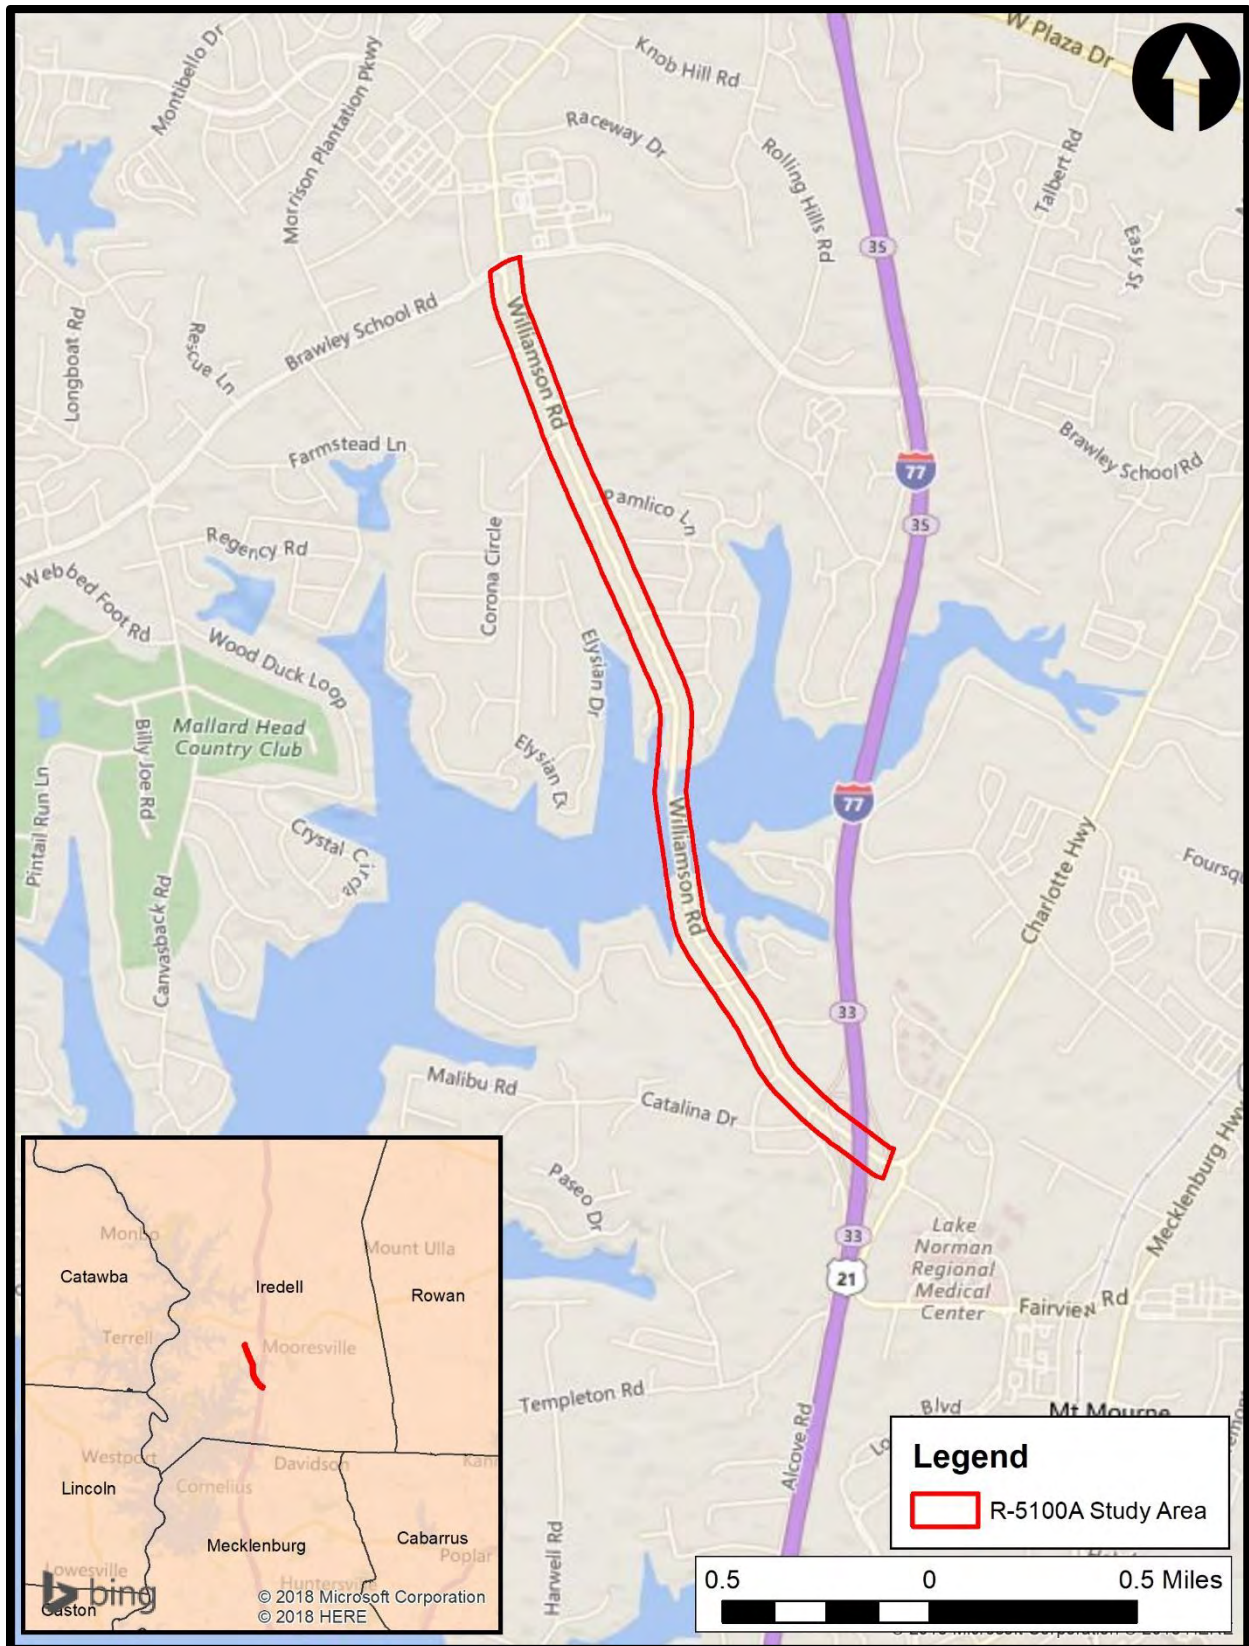 W Plaza Dr
Montibello Dr
Knob Hill Rd
Morrison Plantation Pkwy
Raceway Dr
Rolling Hills Rd
Talbert Rd
Easy St
35
Longboat Rd
Rescue Ln
Brawley School Rd
Williamson Rd
Farmstead Ln
Brawley School Rd
77
35
Pamlico Ln
Regency Rd
Corona Circle
Webbed Foot Rd
Wood Duck Loop
Elysian Dr
Mallard Head
Country Club
Billy Joe Rd
Elysian Dr
77
Pintail Run Ln
Williamson Rd
Crystal Circle
Charlotte Hwy
Canvasback Rd
33
Malibu Rd
Catalina Dr
Mecklenburg Hwy
Paseo Dr
Lake
Norman
Regional
Medical
Center
33
21
Fairview Rd
Templeton Rd
Blvd
Mt Mourne
Alcove Rd
Harwell Rd
Monbo
Mount Ulla
Catawba
Iredell
Rowan
Terrell
Mooresville
Westport
Davidson
Lincoln
Cornelius
Mecklenburg
Cabarrus
Poplar
Lowesville
Huntersville
bing
Gaston
© 2018 Microsoft Corporation
© 2018 HERE
Legend
R-5100A Study Area
0.5 0 0.5 Miles